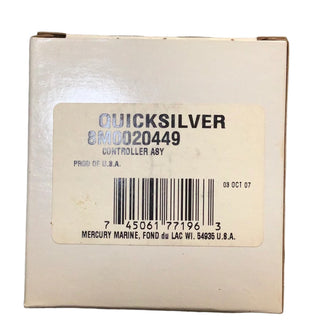 QUICKSILVER
8M0020449
CONTROLLER ASY
PROD OF U.S.A.
08 OCT 07
7 45061 77196 3
MERCURY MARINE, FOND du LAC WI. 54935 U.S.A.